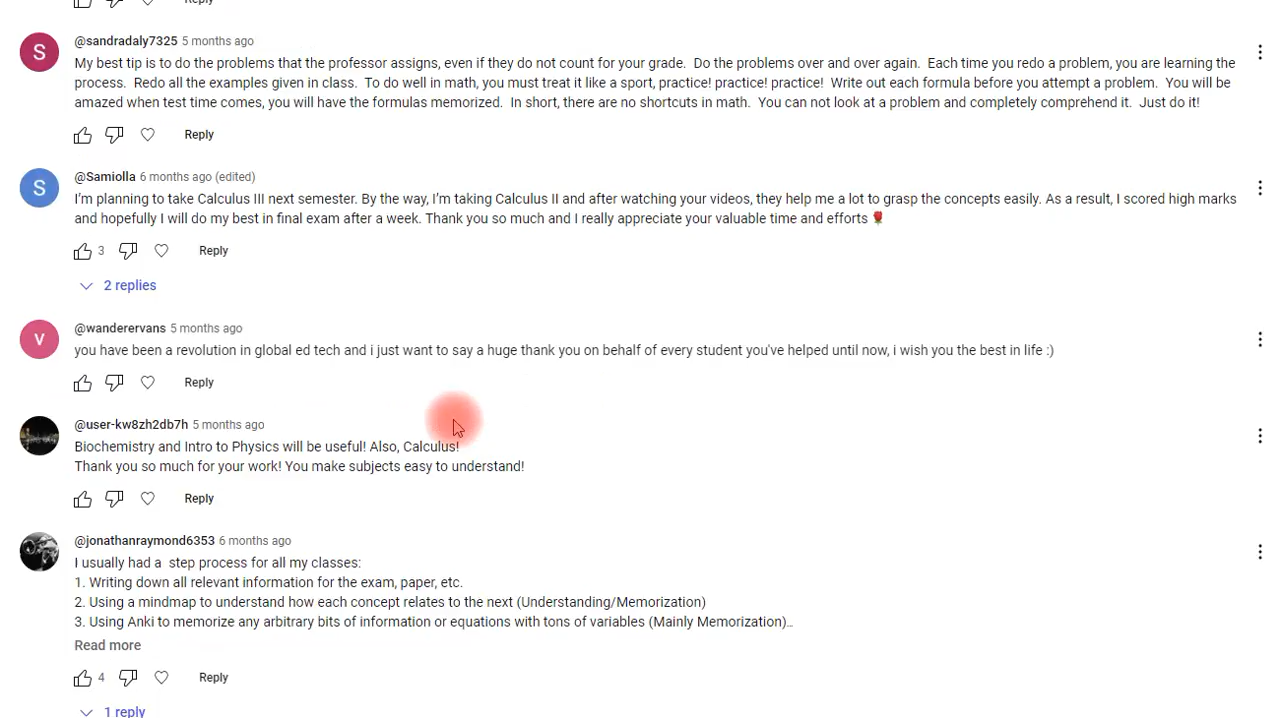 Reply
S
@sandradaly7325 5 months ago
My best tip is to do the problems that the professor assigns, even if they do not count for your grade. Do the problems over and over again. Each time you redo a problem, you are learning the
process. Redo all the examples given in class. To do well in math, you must treat it like a sport, practice! practice! practice! Write out each formula before you attempt a problem. You will be
amazed when test time comes, you will have the formulas memorized. In short, there are no shortcuts in math. You can not look at a problem and completely comprehend it. Just do it!
Reply
S
@Samiolla 6 months ago (edited)
I'm planning to take Calculus III next semester. By the way, I'm taking Calculus II and after watching your videos, they help me a lot to grasp the concepts easily. As a result, I scored high marks
and hopefully I will do my best in final exam after a week. Thank you so much and I really appreciate your valuable time and efforts 🌹
3 Reply
2 replies
V
@wanderervans 5 months ago
you have been a revolution in global ed tech and i just want to say a huge thank you on behalf of every student you've helped until now, i wish you the best in life :)
Reply
@user-kw8zh2db7h 5 months ago
Biochemistry and Intro to Physics will be useful! Also, Calculus!
Thank you so much for your work! You make subjects easy to understand!
Reply
@jonathanraymond6353 6 months ago
I usually had a step process for all my classes:
1. Writing down all relevant information for the exam, paper, etc.
2. Using a mindmap to understand how each concept relates to the next (Understanding/Memorization)
3. Using Anki to memorize any arbitrary bits of information or equations with tons of variables (Mainly Memorization)...
Read more
4 Reply
1 reply